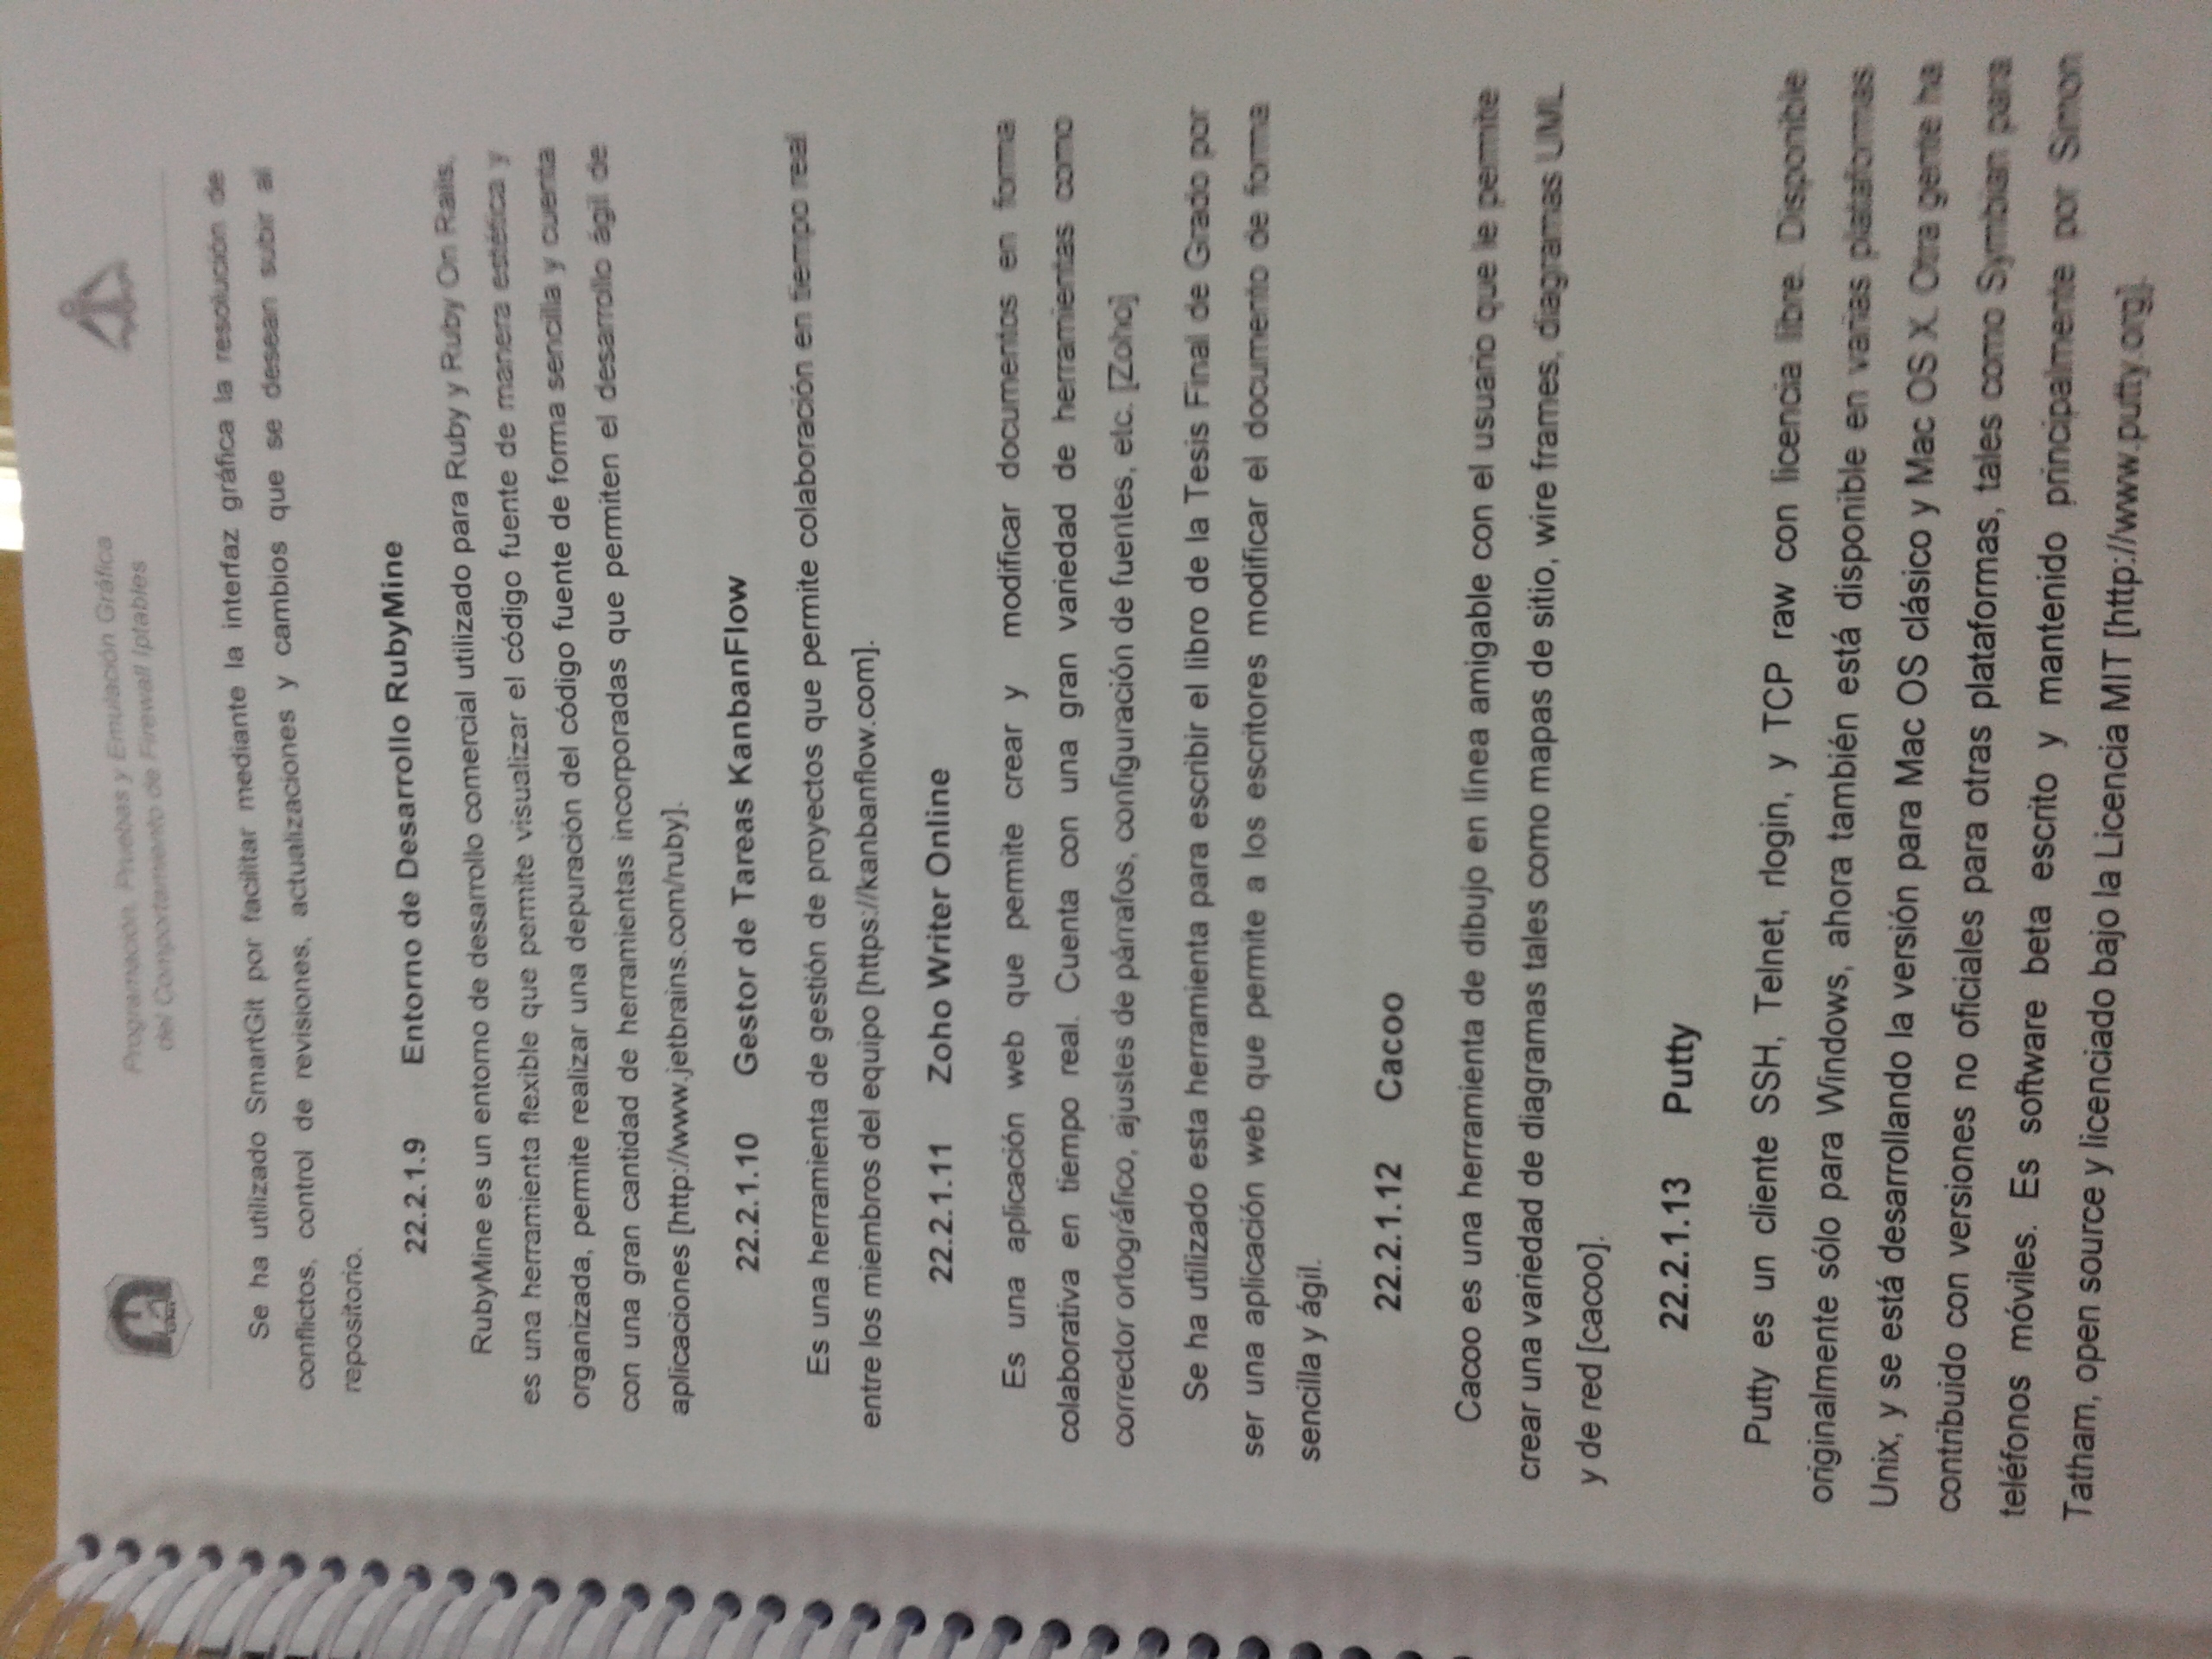 Programación, Pruebas y Emulación Gráfica
del Comportamiento de Firewall Iptables
Se ha utilizado SmartGit por facilitar mediante la interfaz gráfica la resolución de
conflictos, control de revisiones, actualizaciones y cambios que se desean subir al
repositorio.
22.2.1.9 Entorno de Desarrollo RubyMine
RubyMine es un entorno de desarrollo comercial utilizado para Ruby y Ruby On Rails,
es una herramienta flexible que permite visualizar el código fuente de manera estética y
organizada, permite realizar una depuración del código fuente de forma sencilla y cuenta
con una gran cantidad de herramientas incorporadas que permiten el desarrollo ágil de
aplicaciones [http://www.jetbrains.com/ruby].
22.2.1.10 Gestor de Tareas KanbanFlow
Es una herramienta de gestión de proyectos que permite colaboración en tiempo real
entre los miembros del equipo [https://kanbanflow.com].
22.2.1.11 Zoho Writer Online
Es una aplicación web que permite crear y modificar documentos en forma
colaborativa en tiempo real. Cuenta con una gran variedad de herramientas como
corrector ortográfico, ajustes de párrafos, configuración de fuentes, etc. [Zoho]
Se ha utilizado esta herramienta para escribir el libro de la Tesis Final de Grado por
ser una aplicación web que permite a los escritores modificar el documento de forma
sencilla y ágil.
22.2.1.12 Cacoo
Cacoo es una herramienta de dibujo en línea amigable con el usuario que le permite
crear una variedad de diagramas tales como mapas de sitio, wire frames, diagramas UML
y de red [cacoo].
22.2.1.13 Putty
Putty es un cliente SSH, Telnet, rlogin, y TCP raw con licencia libre. Disponible
originalmente sólo para Windows, ahora también está disponible en varias plataformas
Unix, y se está desarrollando la versión para Mac OS clásico y Mac OS X. Otra gente ha
contribuido con versiones no oficiales para otras plataformas, tales como Symbian para
teléfonos móviles. Es software beta escrito y mantenido principalmente por Simon
Tatham, open source y licenciado bajo la Licencia MIT [http://www.putty.org].